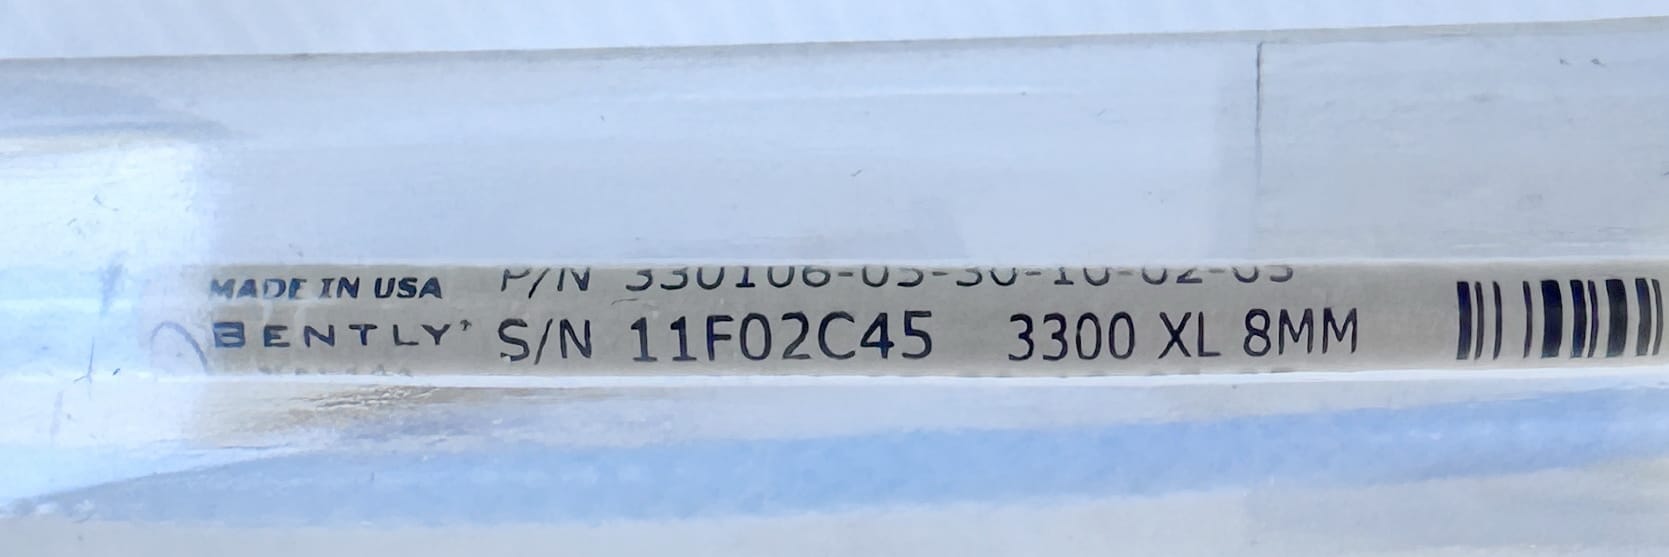 MADE IN USA P/N 330106-05-30-10-02-05
BENTLY S/N 11F02C45 3300 XL 8MM